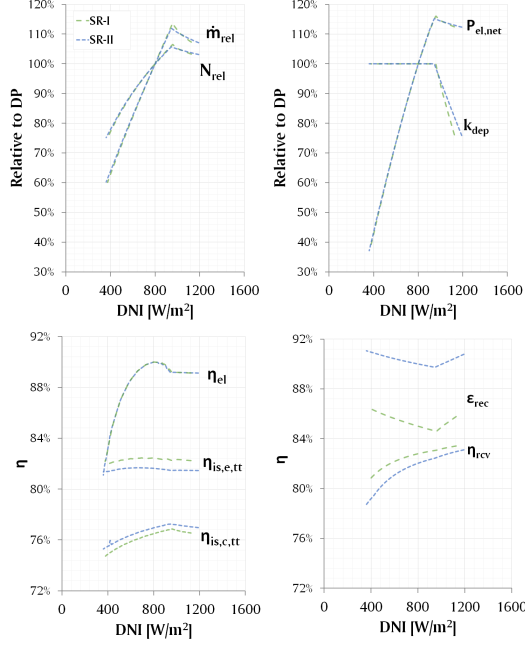 120%
110%
100%
90%
80%
70%
60%
50%
40%
30%
0
400
800
1200
1600
Relative to DP
DNI [W/m²]
SR-I
SR-II
ṁrel
Nrel
120%
110%
100%
90%
80%
70%
60%
50%
40%
30%
0
400
800
1200
1600
Relative to DP
DNI [W/m²]
Pel,net
kdep
92%
88%
84%
80%
76%
72%
0
400
800
1200
1600
η
DNI [W/m²]
ηel
ηis,e,tt
ηis,c,tt
92%
88%
84%
80%
76%
72%
0
400
800
1200
1600
η
DNI [W/m²]
εrec
ηrcv